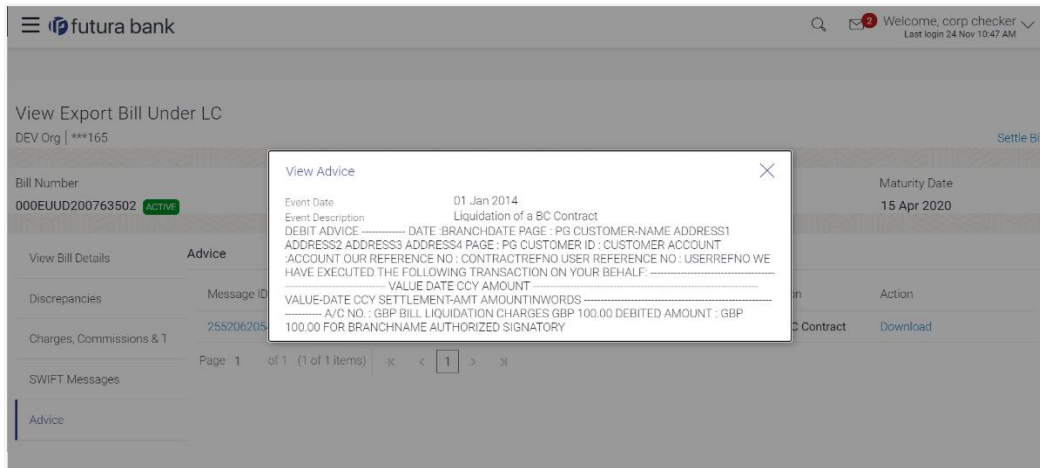 futura bank
2
Welcome, corp checker
Last login 24 Nov 10:47 AM
View Export Bill Under LC
DEV Org | ***165
Settle Bi
Bill Number
000EUUD200763502 ACTIVE
Maturity Date
15 Apr 2020
View Advice
Event Date 01 Jan 2014
Event Description Liquidation of a BC Contract
DEBIT ADVICE ------------- DATE :BRANCHDATE PAGE : PG CUSTOMER-NAME ADDRESS1
ADDRESS2 ADDRESS3 ADDRESS4 PAGE : PG CUSTOMER ID : CUSTOMER ACCOUNT
:ACCOUNT OUR REFERENCE NO : CONTRACTREFNO USER REFERENCE NO : USERREFNO WE
HAVE EXECUTED THE FOLLOWING TRANSACTION ON YOUR BEHALF: ------------------------------------
------------------------------------- VALUE DATE CCY AMOUNT -----------------------------------------------------------------
VALUE-DATE CCY SETTLEMENT-AMT AMOUNTINWORDS ------------------------------------------------------
----------- A/C NO. : GBP BILL LIQUIDATION CHARGES GBP 100.00 DEBITED AMOUNT : GBP
100.00 FOR BRANCHNAME AUTHORIZED SIGNATORY
View Bill Details
Discrepancies
Charges, Commissions & T
SWIFT Messages
Advice
Advice
Message ID
Action
255206205
C Contract
Download
Page 1 of 1 (1 of 1 items) 1